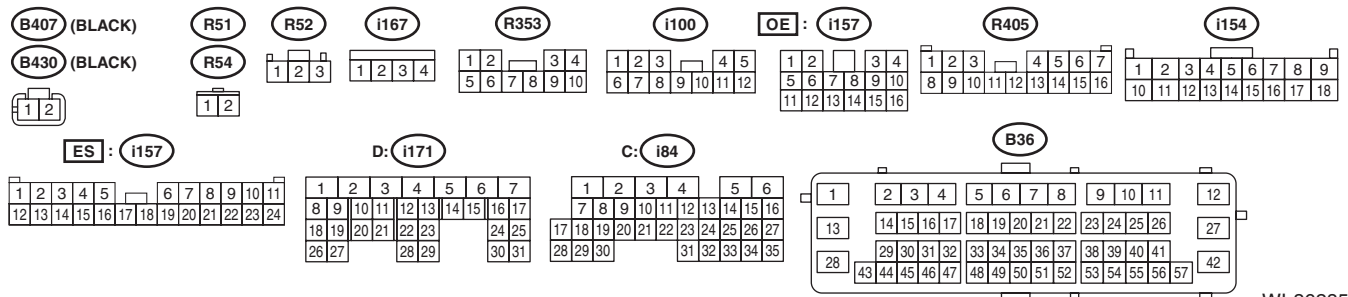 B407 (BLACK) R51 R52 i167 R353 i100 OE : i157 R405 i154
B430 (BLACK) R54
1 2
1 2
1 2 3
1 2 3 4
1 2 3 4
5 6 7 8 9 10
1 2 3 4 5
6 7 8 9 10 11 12
1 2 3 4
5 6 7 8 9 10
11 12 13 14 15 16
1 2 3 4 5 6 7
8 9 10 11 12 13 14 15 16
1 2 3 4 5 6 7 8 9
10 11 12 13 14 15 16 17 18
ES : i157 D: i171 C: i84 B36
1 2 3 4 5 6 7 8 9 10 11
12 13 14 15 16 17 18 19 20 21 22 23 24
1 2 3 4 5 6 7
8 9 10 11 12 13 14 15 16 17
18 19 20 21 22 23 24 25
26 27 28 29 30 31
1 2 3 4 5 6
7 8 9 10 11 12 13 14 15 16
17 18 19 20 21 22 23 24 25 26 27
28 29 30 31 32 33 34 35
1 2 3 4 5 6 7 8 9 10 11 12
13 14 15 16 17 18 19 20 21 22 23 24 25 26 27
28 29 30 31 32 33 34 35 36 37 38 39 40 41 42
43 44 45 46 47 48 49 50 51 52 53 54 55 56 57